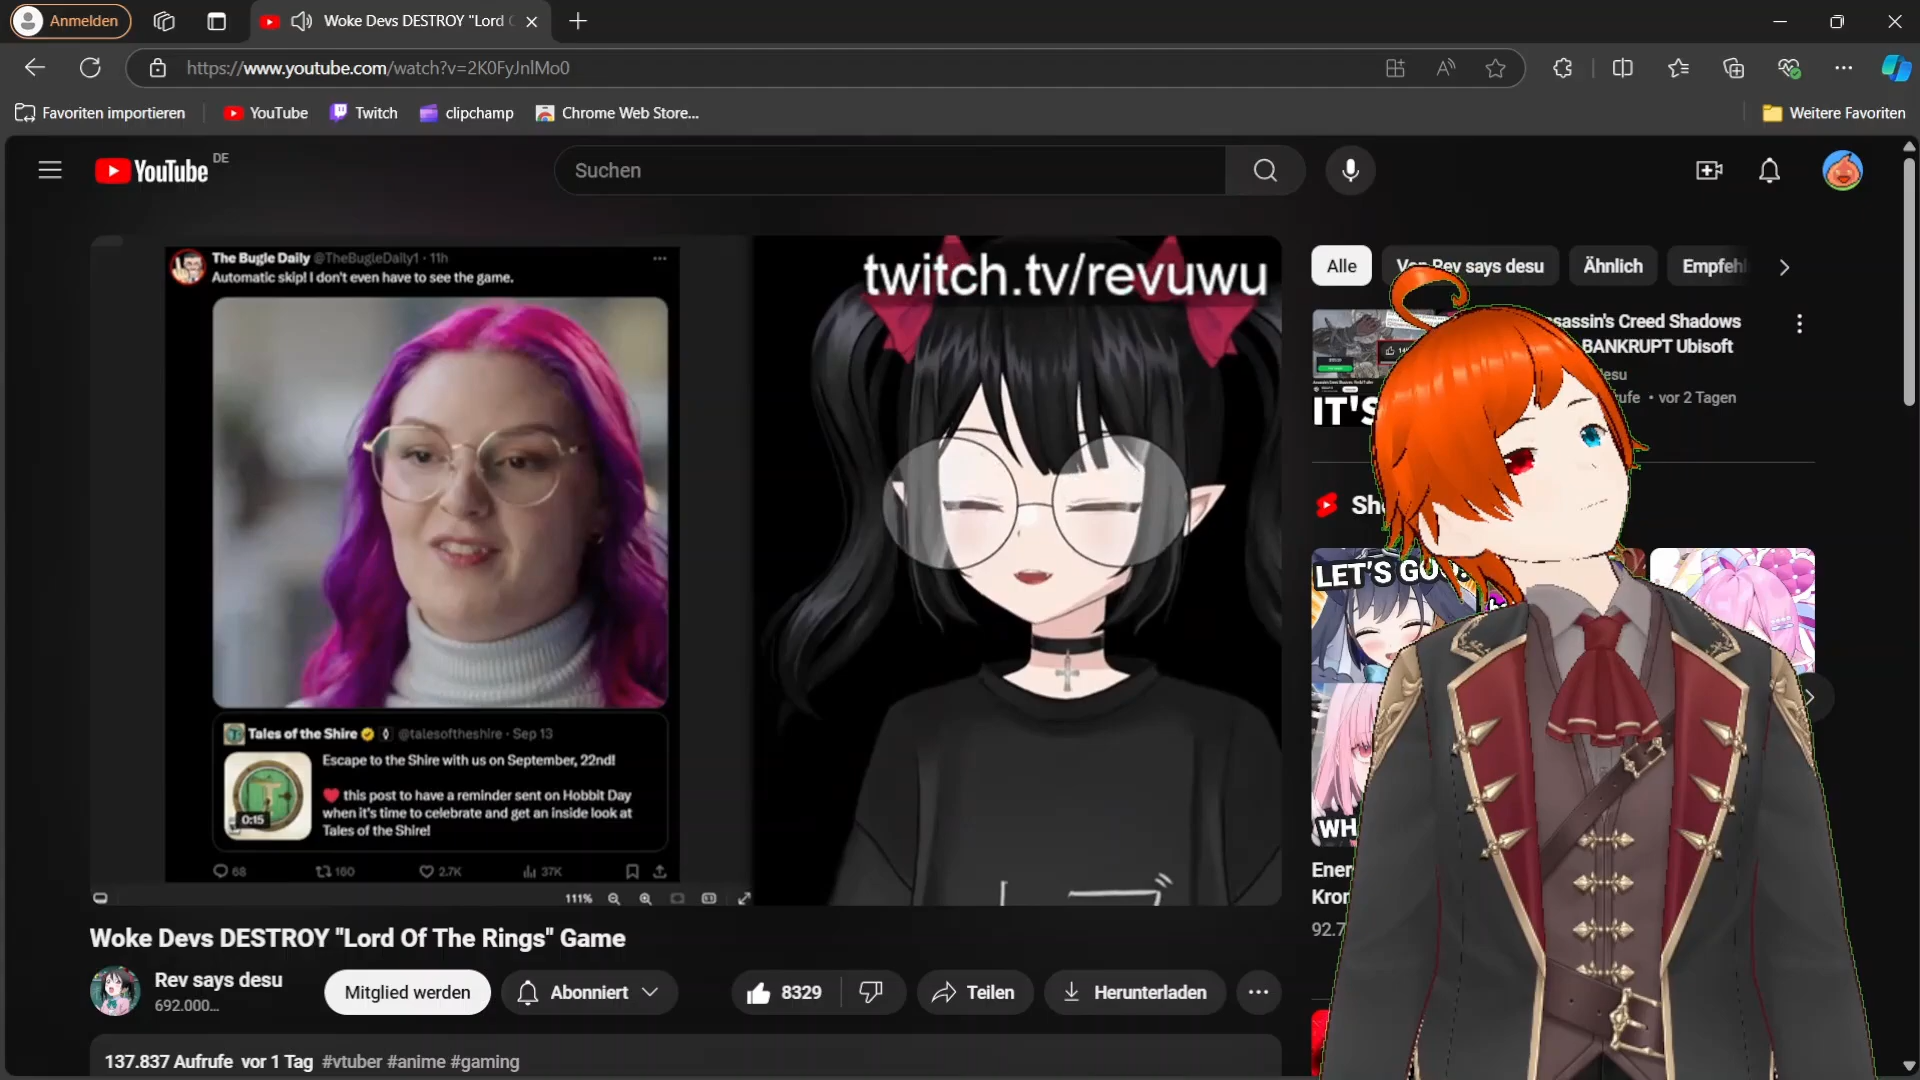 Anmelden
Woke Devs DESTROY "Lord
https://www.youtube.com/watch?v=2K0FyJnlMo0
Favoriten importieren
YouTube
Twitch
clipchamp
Chrome Web Store...
Weitere Favoriten
YouTube DE
Suchen
The Bugle Daily @TheBugleDaily1 · 11h
Automatic skip! I don't even have to see the game.
twitch.tv/revuwu
Tales of the Shire @talesoftheshire · Sep 13
Escape to the Shire with us on September, 22nd!
this post to have a reminder sent on Hobbit Day
when it's time to celebrate and get an inside look at
Tales of the Shire!
0:15
68
160
2.7K
37K
111%
Alle
Von Rev says desu
Ähnlich
Assassin's Creed Shadows
BANKRUPT Ubisoft
vor 2 Tagen
IT'S
LET'S GO
Woke Devs DESTROY "Lord Of The Rings" Game
Rev says desu
692.000...
Mitglied werden
Abonniert
8329
Teilen
Herunterladen
137.837 Aufrufe vor 1 Tag #vtuber #anime #gaming